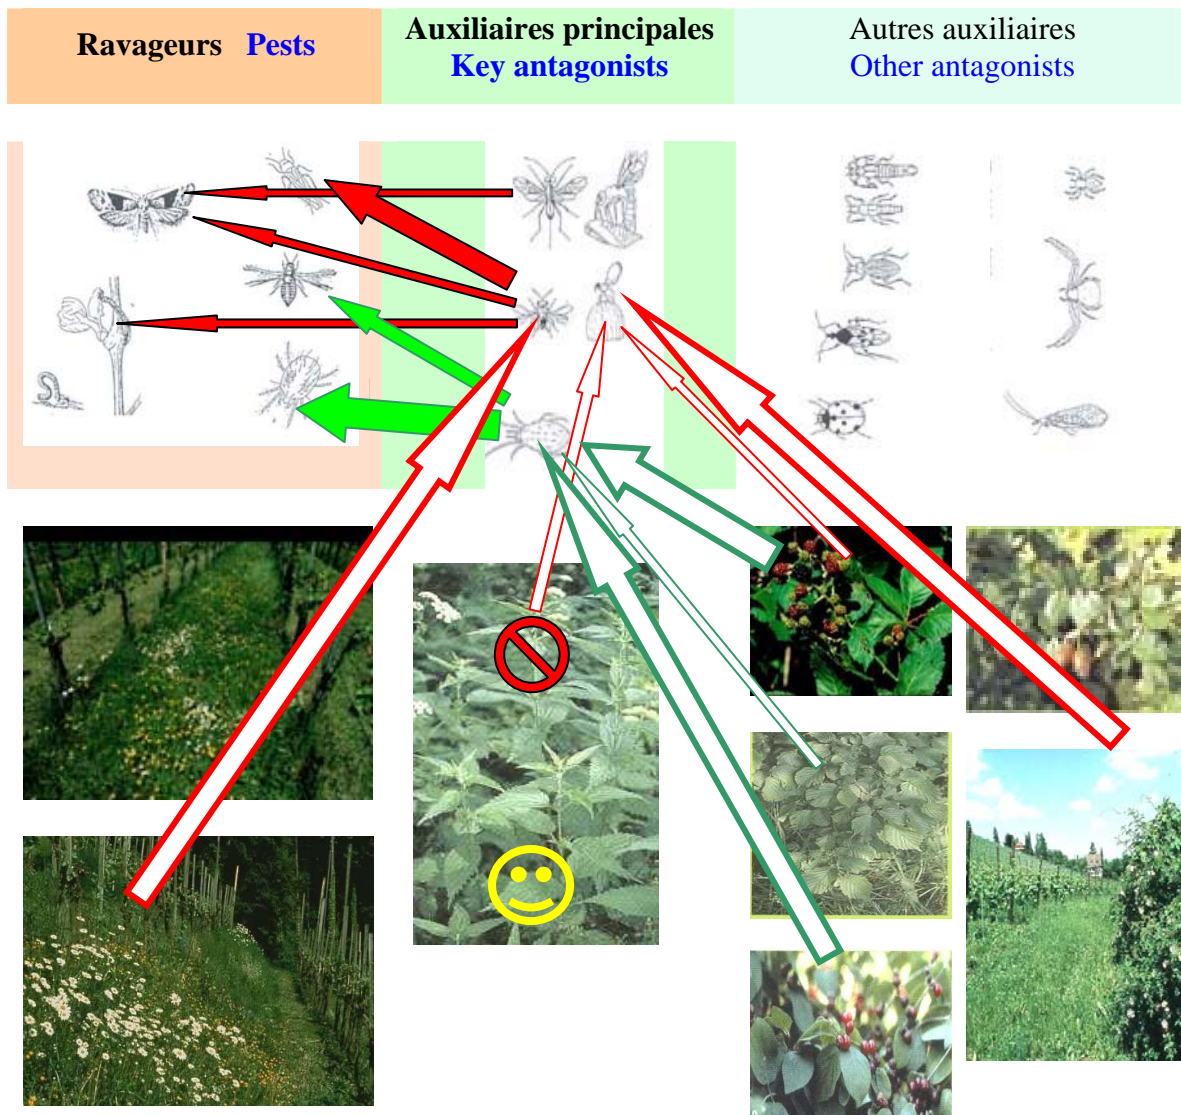 Ravageurs Pests
Auxiliaires principales
Key antagonists
Autres auxiliaires
Other antagonists